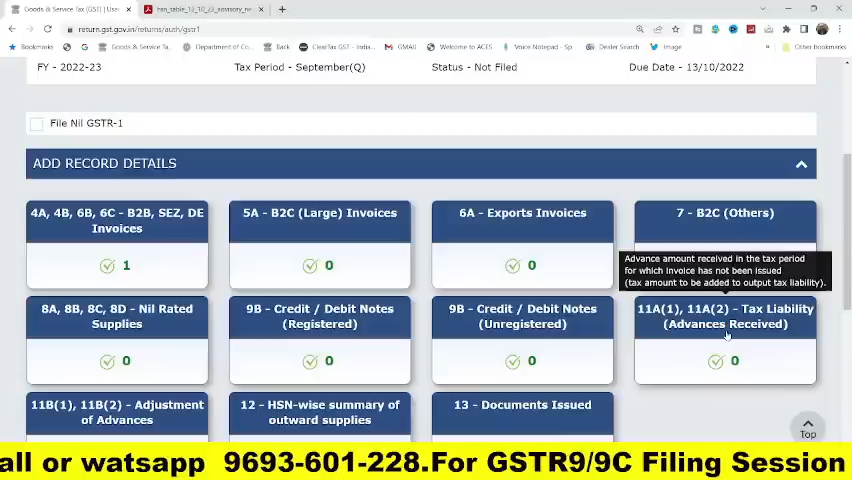 Goods & Service Tax (GST) | User
hsn_table_13_10_23_advisory_ne
return.gst.gov.in/returns/auth/gstr1
Bookmarks
Goods & Service Ta...
Department of Co...
Back
ClearTax GST - India...
GMAIL
Welcome to ACES
Voice Notepad - Sp...
Dealer Search
Image
Other bookmarks
FY - 2022-23
Tax Period - September(Q)
Status - Not Filed
Due Date - 13/10/2022
File Nil GSTR-1
ADD RECORD DETAILS
4A, 4B, 6B, 6C - B2B, SEZ, DE
Invoices
1
5A - B2C (Large) Invoices
0
6A - Exports Invoices
0
7 - B2C (Others)
Advance amount received in the tax period
for which invoice has not been issued
(tax amount to be added to output tax liability).
8A, 8B, 8C, 8D - Nil Rated
Supplies
0
9B - Credit / Debit Notes
(Registered)
0
9B - Credit / Debit Notes
(Unregistered)
0
11A(1), 11A(2) - Tax Liability
(Advances Received)
0
11B(1), 11B(2) - Adjustment
of Advances
12 - HSN-wise summary of
outward supplies
13 - Documents Issued
Top
all or watsapp 9693-601-228.For GSTR9/9C Filing Session